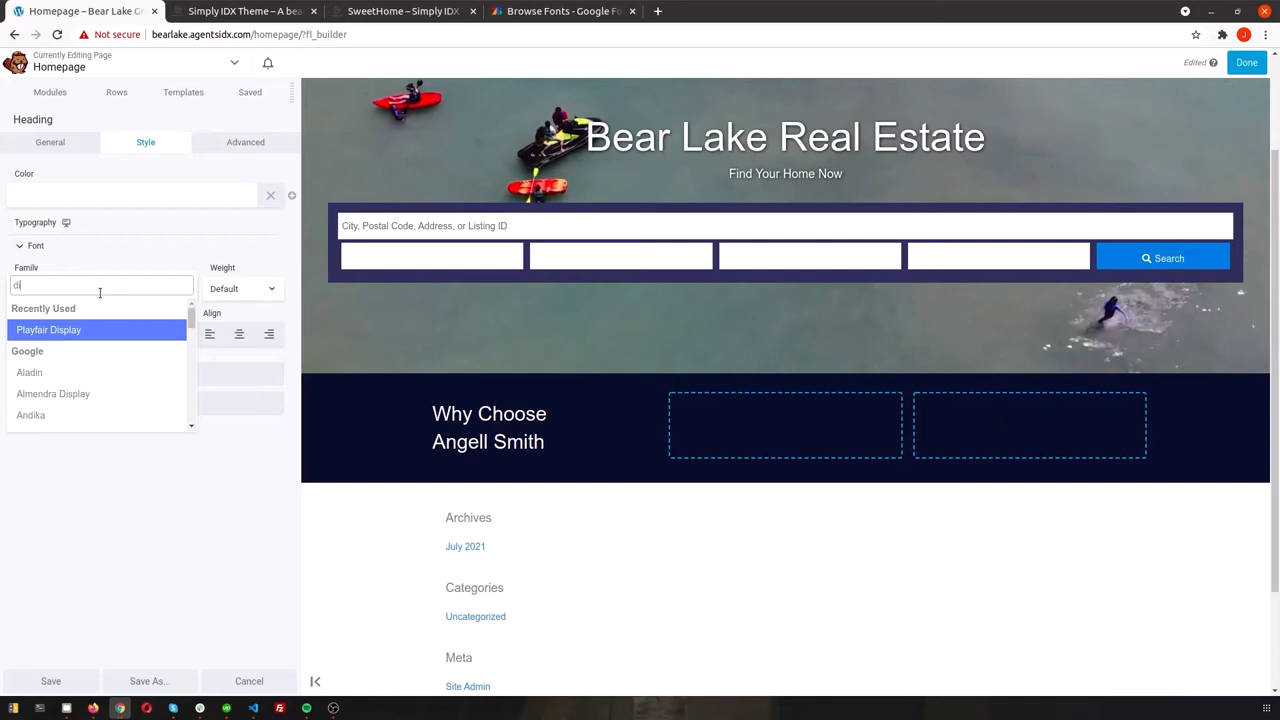 Homepage – Bear Lake G
Simply IDX Theme – A bea
SweetHome – Simply IDX
Browse Fonts - Google Fo
Not secure
bearlake.agentsidx.com/homepage/?fl_builder
J
Currently Editing Page
Homepage
Edited
Done
Modules
Rows
Templates
Saved
Heading
General
Style
Advanced
Color
Typography
Font
Family
Weight
di
Default
Recently Used
Align
Playfair Display
Google
Aladin
Almendra Display
Andika
Save
Save As...
Cancel
Bear Lake Real Estate
Find Your Home Now
City, Postal Code, Address, or Listing ID
Search
Why Choose
Angell Smith
Archives
July 2021
Categories
Uncategorized
Meta
Site Admin